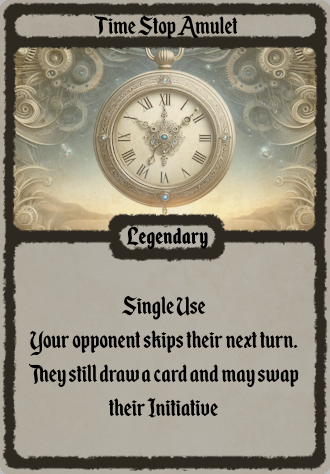 Time Stop Amulet
XII
Legendary
Single Use
Your opponent skips their next turn.
They still draw a card and may swap
their Initiative